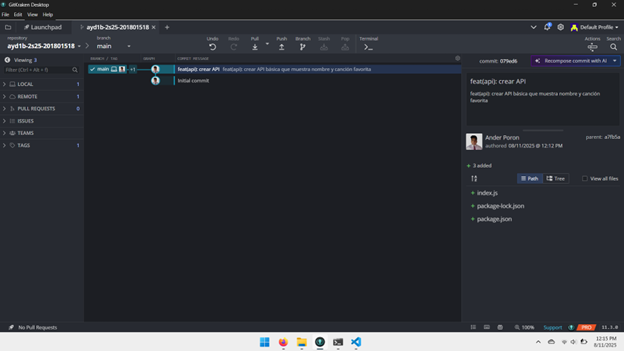 GitKraken Desktop
File Edit View Help
Launchpad
ayd1b-2s25-201801518
repository
ayd1b-2s25-201801518
branch
main
Undo
Redo
Pull
Push
Branch
Stash
Pop
Terminal
Actions
Search
Default Profile
Viewing 3
Filter (Ctrl + Alt + f)
LOCAL 1
REMOTE 1
PULL REQUESTS 0
ISSUES
TEAMS
TAGS 1
BRANCH / TAG
GRAPH
COMMIT MESSAGE
main +1
feat(api): crear API feat(api): crear API básica que muestra nombre y canción favorita
Initial commit
commit: 079ed6
Recompose commit with AI
feat(api): crear API
feat(api): crear API básica que muestra nombre y canción
favorita
Ander Poron
authored 08/11/2025 @ 12:12 PM
parent: a7fb5a
3 added
Path
Tree
View all files
index.js
package-lock.json
package.json
No Pull Requests
100%
Support
PRO
11.3.0
12:13 PM
8/11/2025